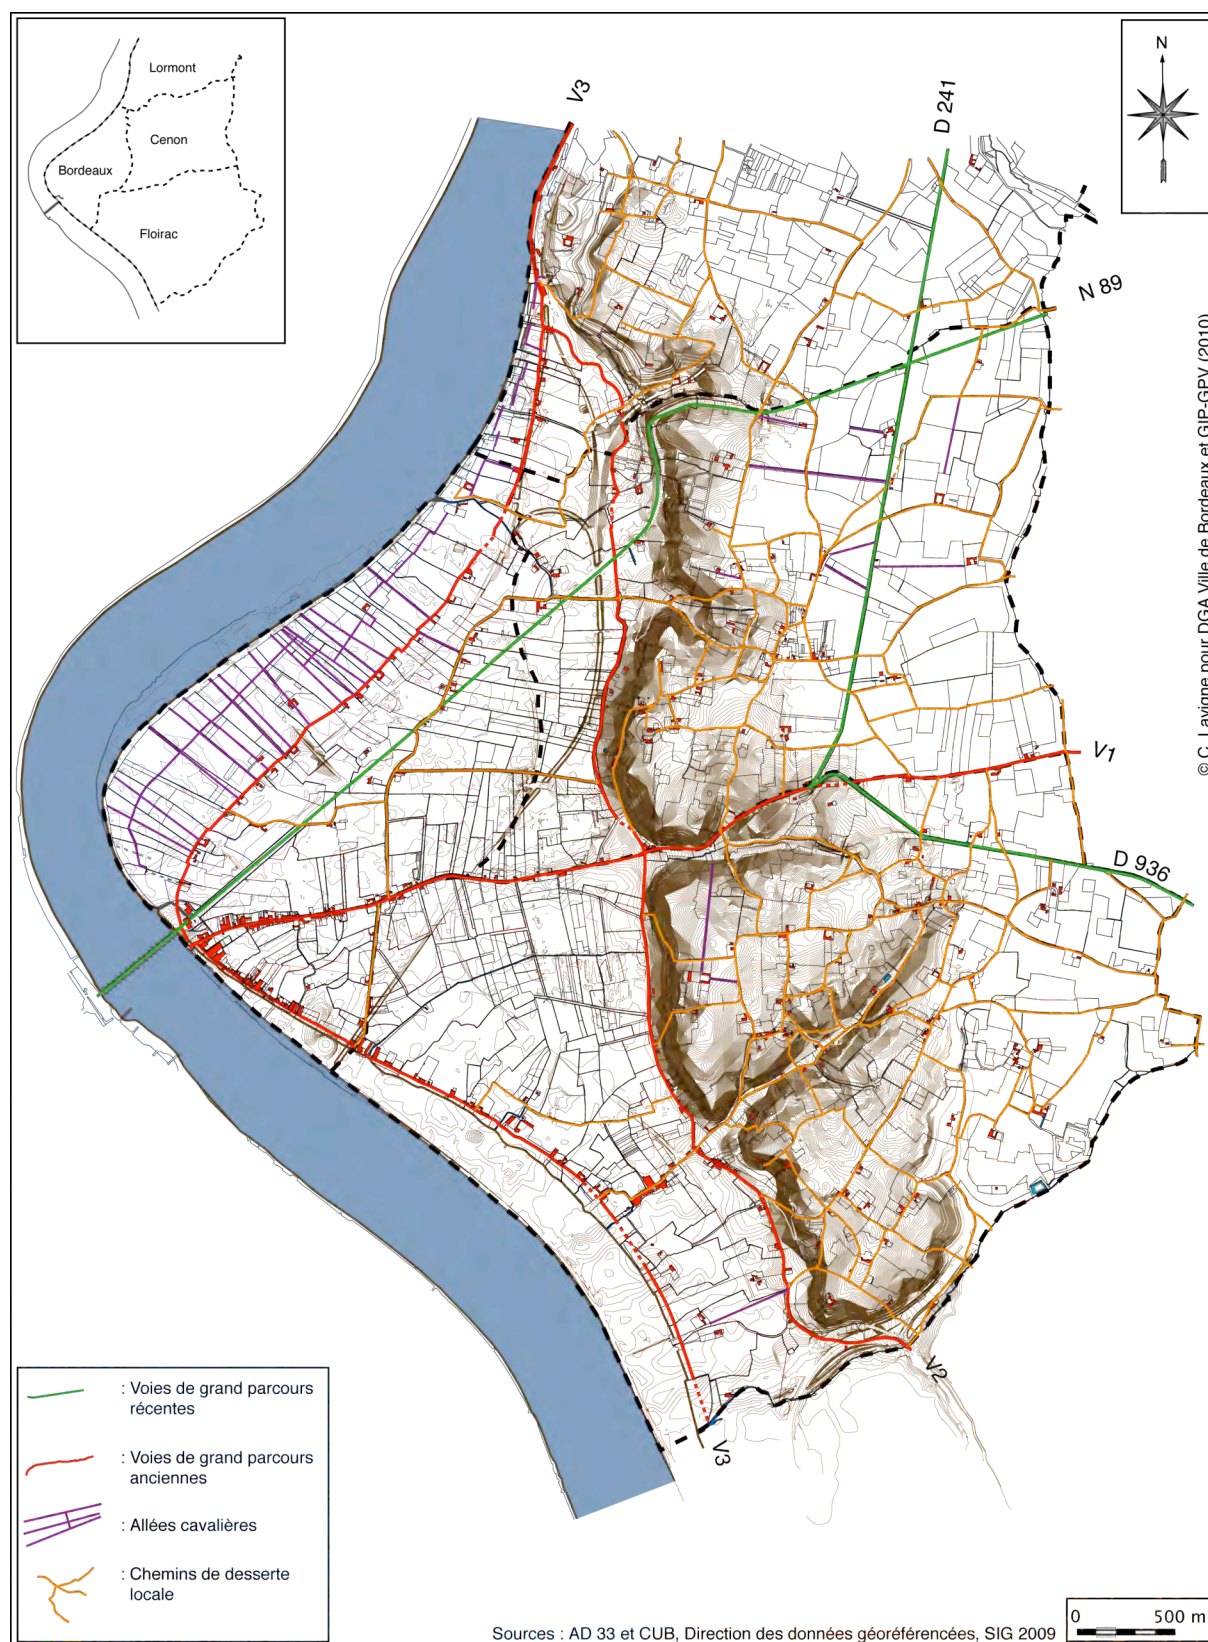 Lormont
Cenon
Bordeaux
Floirac
V3
D 241
N
N 89
© C. Lavigne pour DGA Ville de Bordeaux et GIP-GPV (2010)
V1
D 936
V2
V3
: Voies de grand parcours
récentes
: Voies de grand parcours
anciennes
: Allées cavalières
: Chemins de desserte
locale
0 500 m
Sources : AD 33 et CUB, Direction des données géoréférencées, SIG 2009